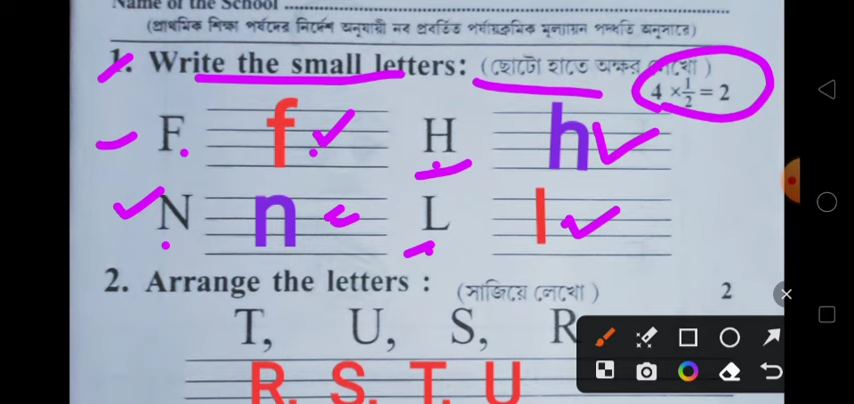 Name of the School
(প্রাথমিক শিক্ষা পর্ষদের নির্দেশ অনুযায়ী নব প্রবর্তিত পর্যায়ক্রমিক মূল্যায়ন পদ্ধতি অনুসারে)
1. Write the small letters: (ছোটো হাতে অক্ষর লেখো)
4 × 1/2 = 2
F f H h
N n L l
2. Arrange the letters : (সাজিয়ে লেখো) 2
T, U, S, R
R, S, T, U